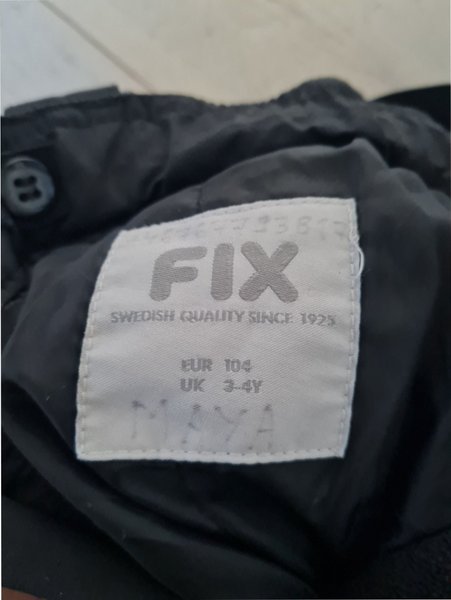 FIX
SWEDISH QUALITY SINCE 1925
EUR 104
UK 3-4Y
MAYA